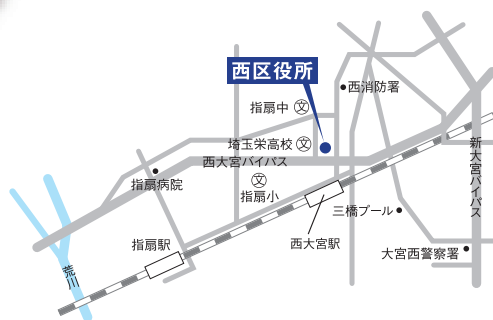 西区役所
西消防署
指扇中 文
埼玉栄高校 文
西大宮バイパス
新大宮バイパス
指扇病院
文
指扇小
三橋プール
指扇駅
西大宮駅
大宮西警察署
荒川